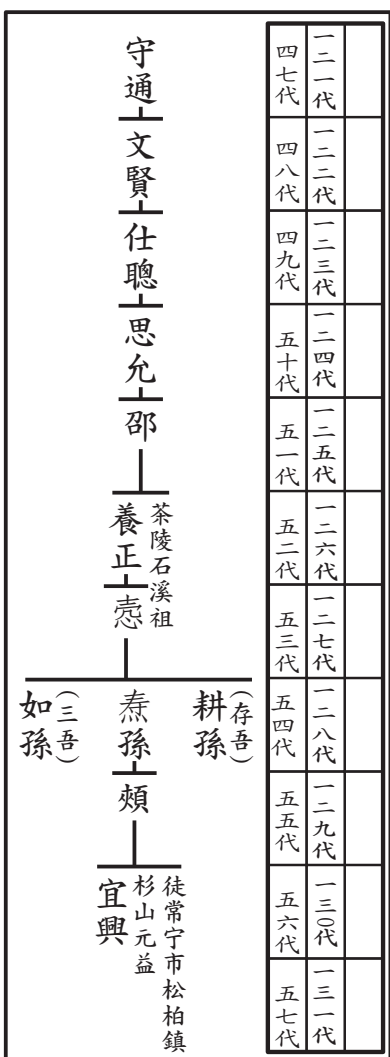 一二一代
一二二代
一二三代
一二四代
一二五代
一二六代
一二七代
一二八代
一二九代
一三〇代
一三一代
四七代
四八代
四九代
五十代
五一代
五二代
五三代
五四代
五五代
五六代
五七代
守通
文賢
仕聰
思允
邵
養正
茶陵石溪祖
悫
耕孫
(存吾)
焘孫
如孫
(三吾)
頰
宜興
徒常宁市松柏鎮
杉山元益